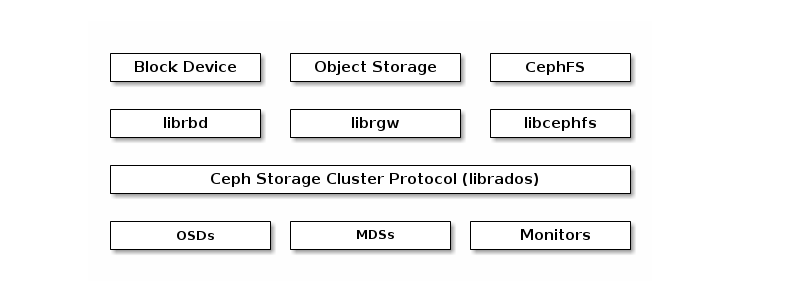 Block Device Object Storage CephFS
librbd librgw libcephfs
Ceph Storage Cluster Protocol (librados)
OSDs MDSs Monitors